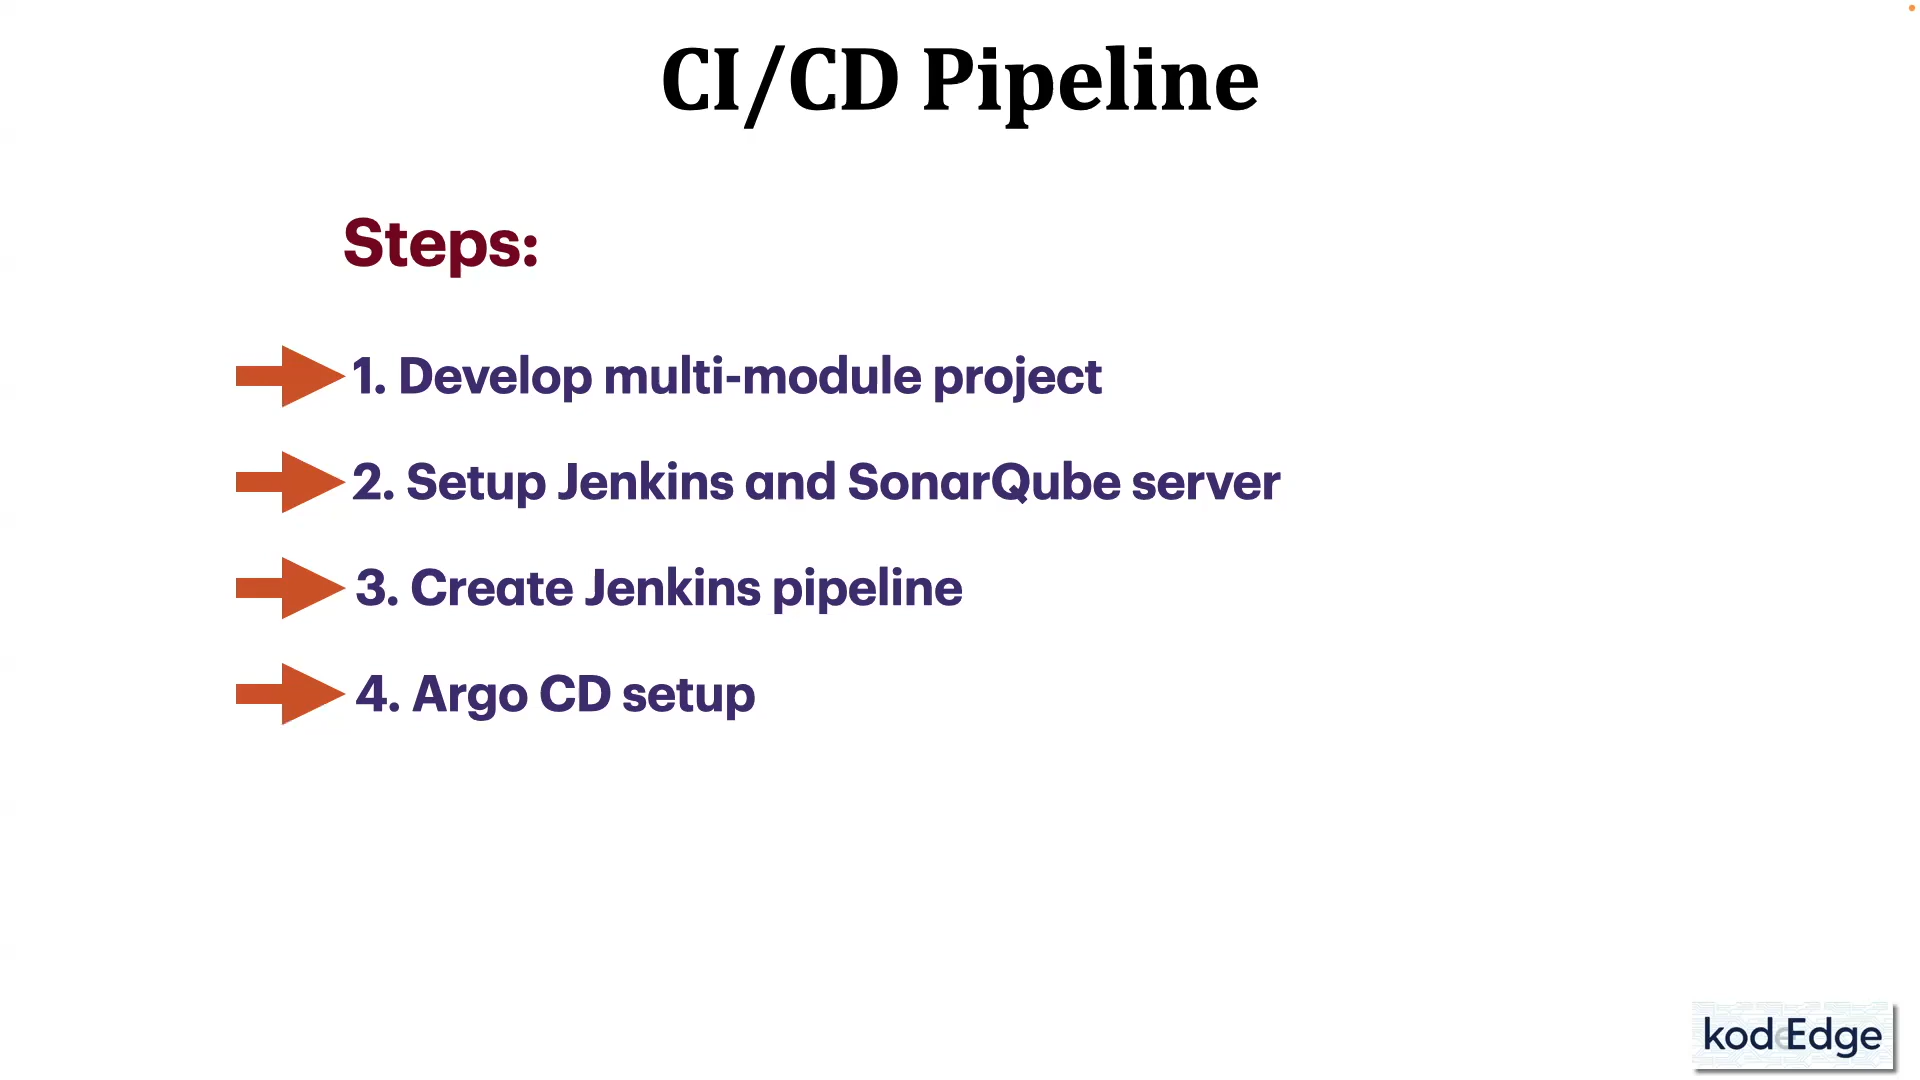 CI/CD Pipeline
Steps:
1. Develop multi-module project
2. Setup Jenkins and SonarQube server
3. Create Jenkins pipeline
4. Argo CD setup
kodeEdge